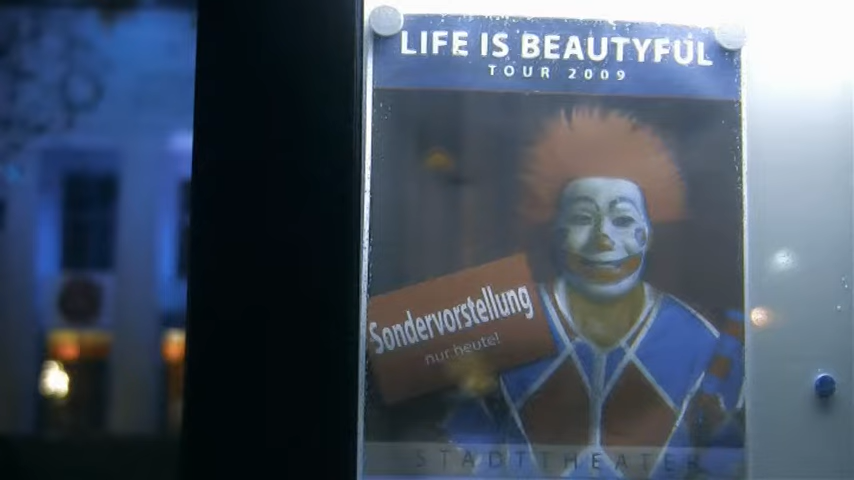 LIFE IS BEAUTYFUL
TOUR 2009
Sondervorstellung
nur heute!
STADTTHEATER